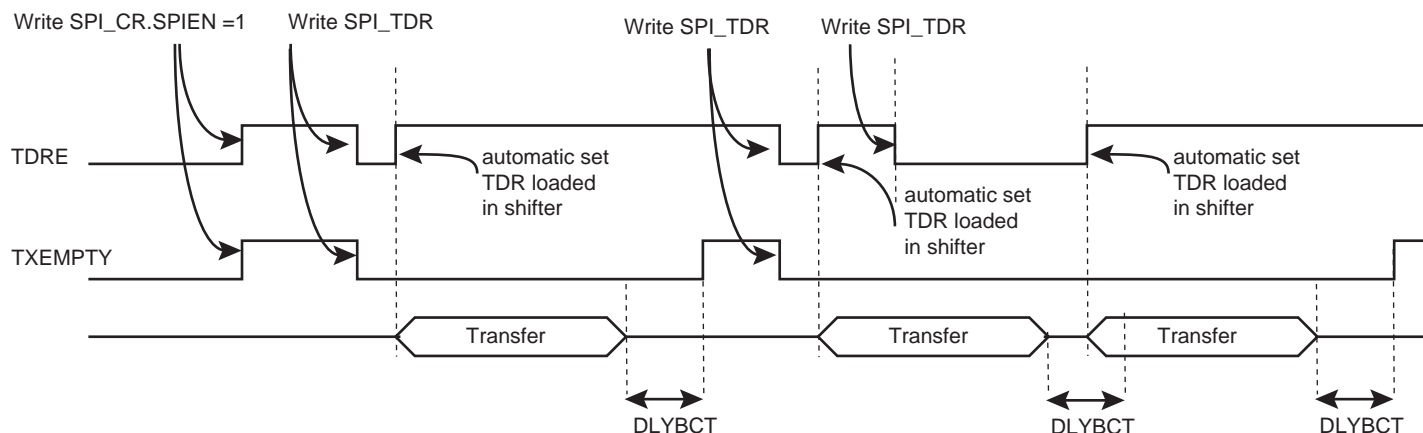 Write SPI_CR.SPIEN =1
Write SPI_TDR
Write SPI_TDR
Write SPI_TDR
TDRE
automatic set
TDR loaded
in shifter
automatic set
TDR loaded
in shifter
automatic set
TDR loaded
in shifter
TXEMPTY
Transfer
Transfer
Transfer
DLYBCT
DLYBCT
DLYBCT